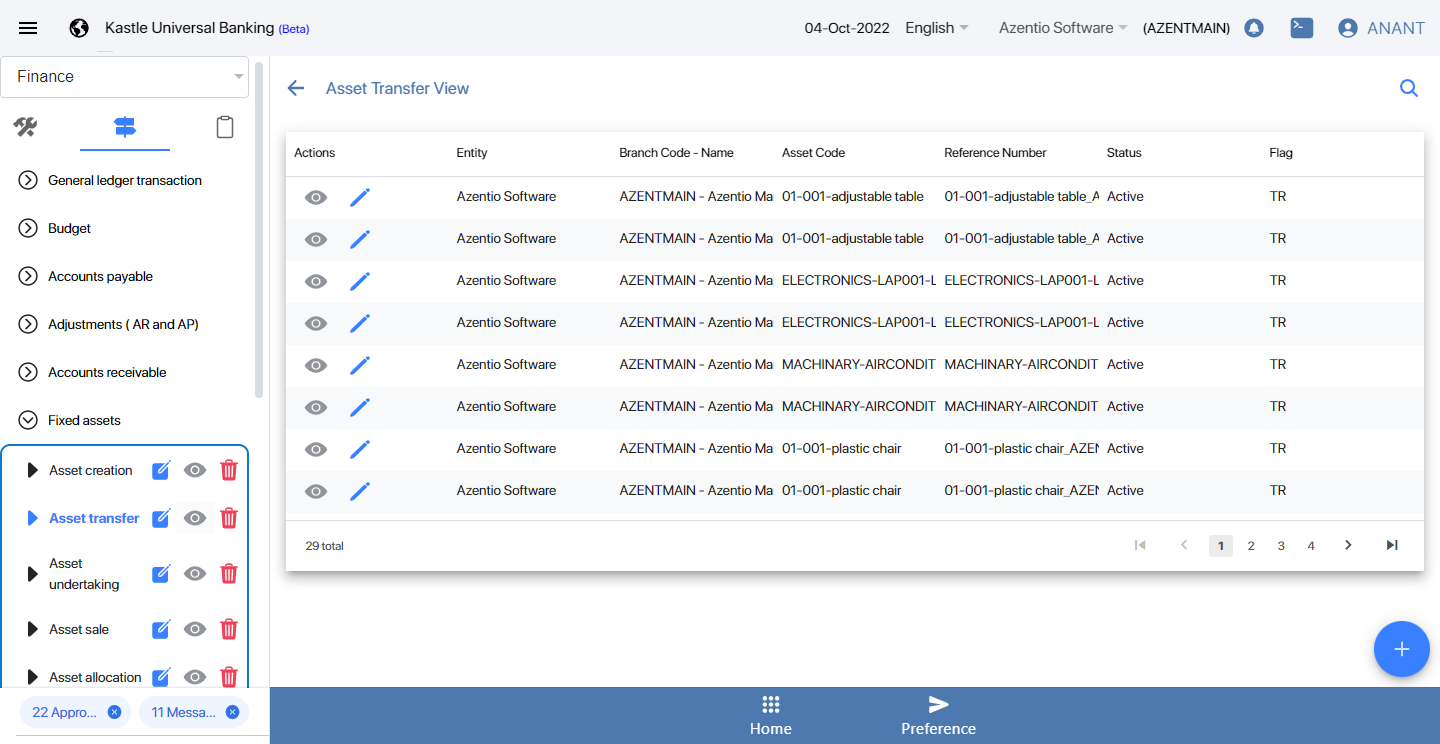 Kastle Universal Banking (Beta)
04-Oct-2022
English
Azentio Software
(AZENTMAIN)
ANANT
Finance
General ledger transaction
Budget
Accounts payable
Adjustments ( AR and AP)
Accounts receivable
Fixed assets
Asset creation
Asset transfer
Asset
undertaking
Asset sale
Asset allocation
22 Appro...
11 Messa...
Asset Transfer View
Actions Entity Branch Code - Name Asset Code Reference Number Status Flag
Azentio Software AZENTMAIN - Azentio Ma 01-001-adjustable table 01-001-adjustable table_A Active TR
Azentio Software AZENTMAIN - Azentio Ma 01-001-adjustable table 01-001-adjustable table_A Active TR
Azentio Software AZENTMAIN - Azentio Ma ELECTRONICS-LAP001-L ELECTRONICS-LAP001-L Active TR
Azentio Software AZENTMAIN - Azentio Ma ELECTRONICS-LAP001-L ELECTRONICS-LAP001-L Active TR
Azentio Software AZENTMAIN - Azentio Ma MACHINARY-AIRCONDIT MACHINARY-AIRCONDIT Active TR
Azentio Software AZENTMAIN - Azentio Ma MACHINARY-AIRCONDIT MACHINARY-AIRCONDIT Active TR
Azentio Software AZENTMAIN - Azentio Ma 01-001-plastic chair 01-001-plastic chair_AZEN Active TR
Azentio Software AZENTMAIN - Azentio Ma 01-001-plastic chair 01-001-plastic chair_AZEN Active TR
29 total 1 2 3 4
Home
Preference